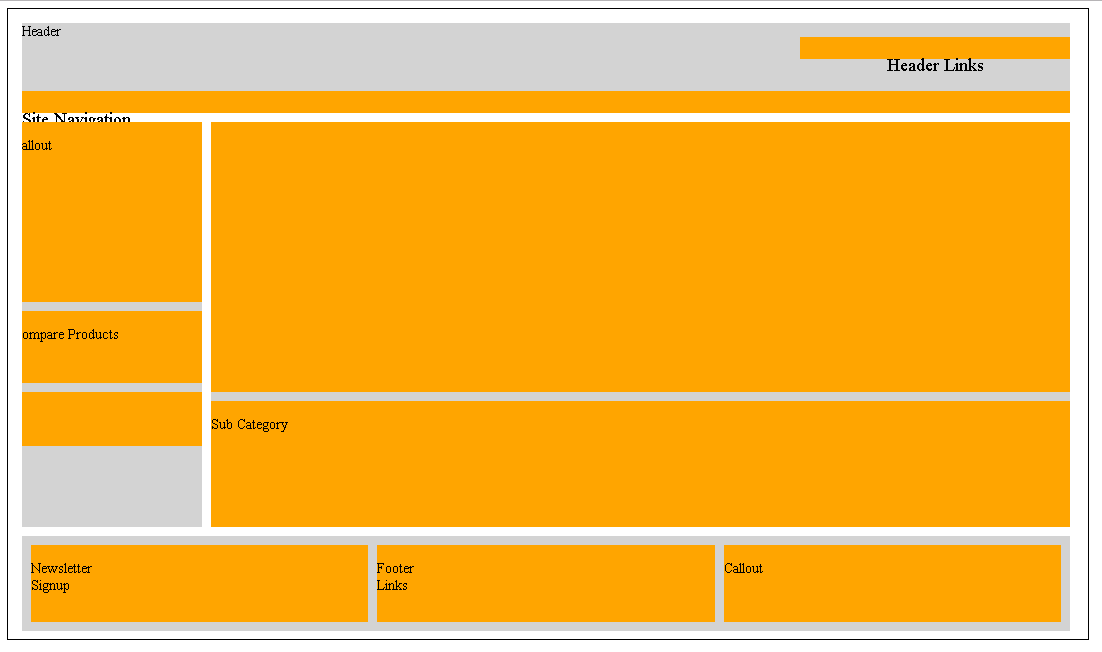 Header
Header Links
Site Navigation
allout
ompare Products
Sub Category
Newsletter
Signup
Footer
Links
Callout